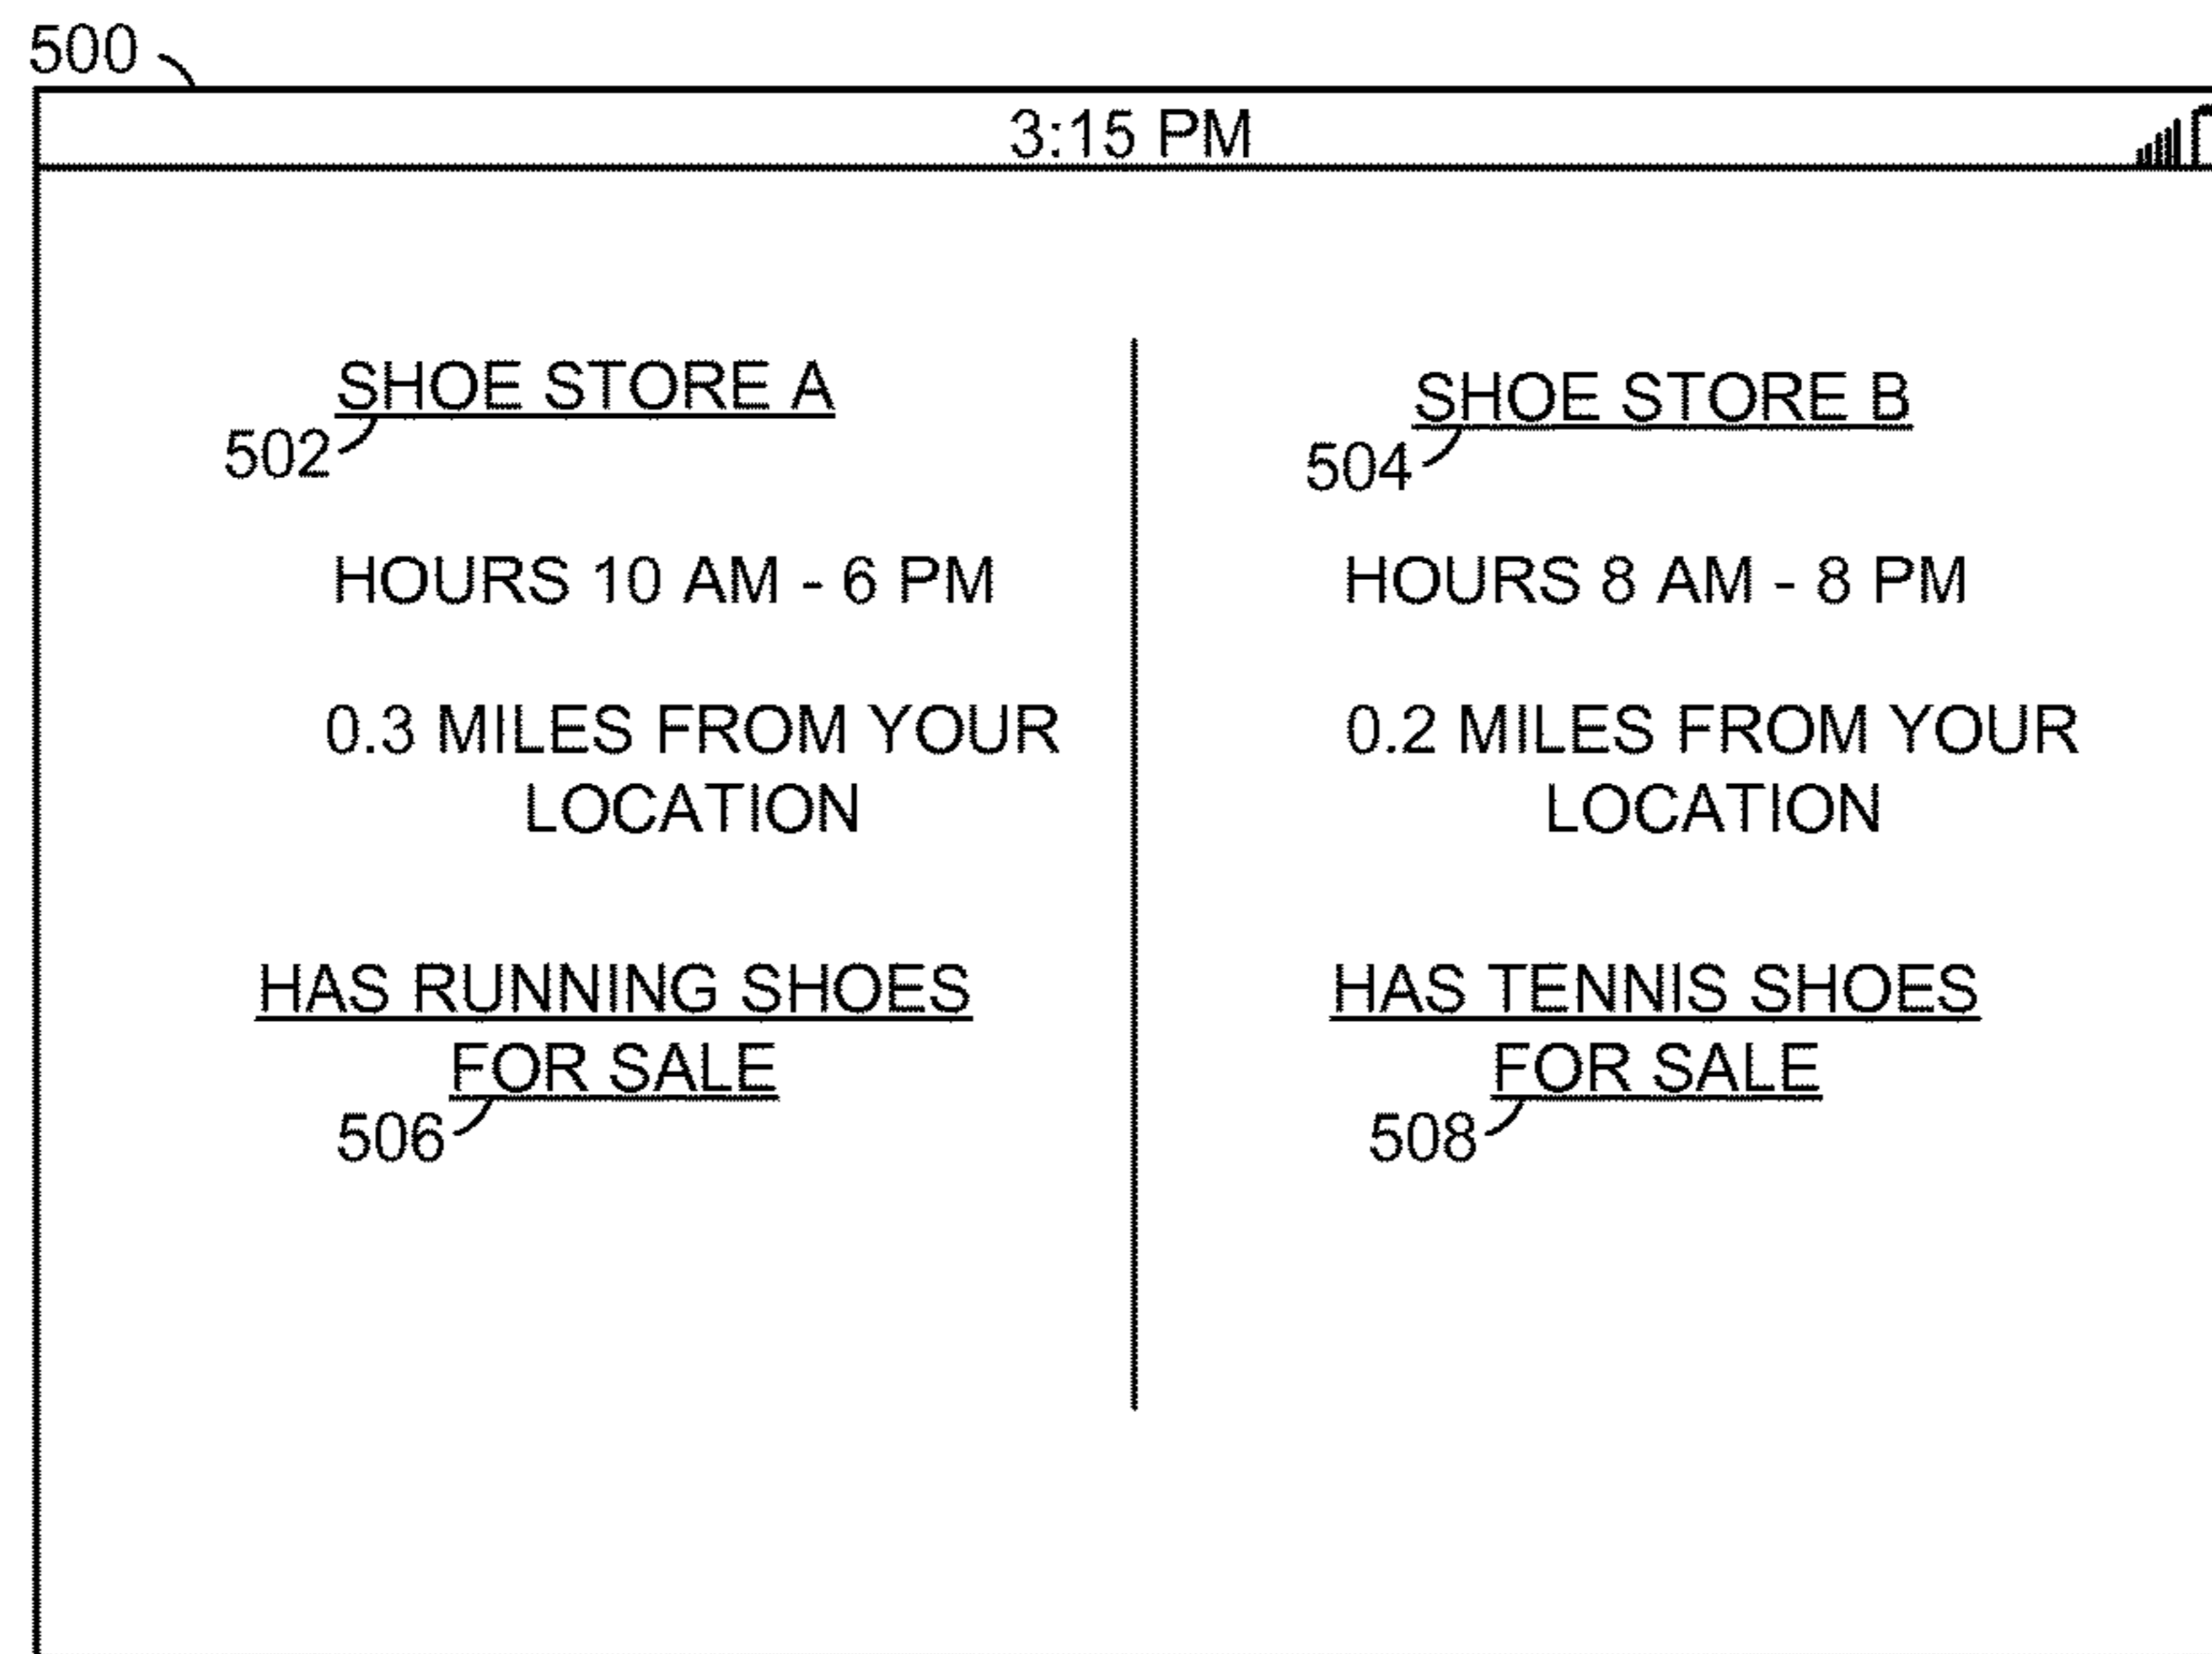 500
3:15 PM
SHOE STORE A
502
HOURS 10 AM - 6 PM
0.3 MILES FROM YOUR
LOCATION
HAS RUNNING SHOES
FOR SALE
506
SHOE STORE B
504
HOURS 8 AM - 8 PM
0.2 MILES FROM YOUR
LOCATION
HAS TENNIS SHOES
FOR SALE
508